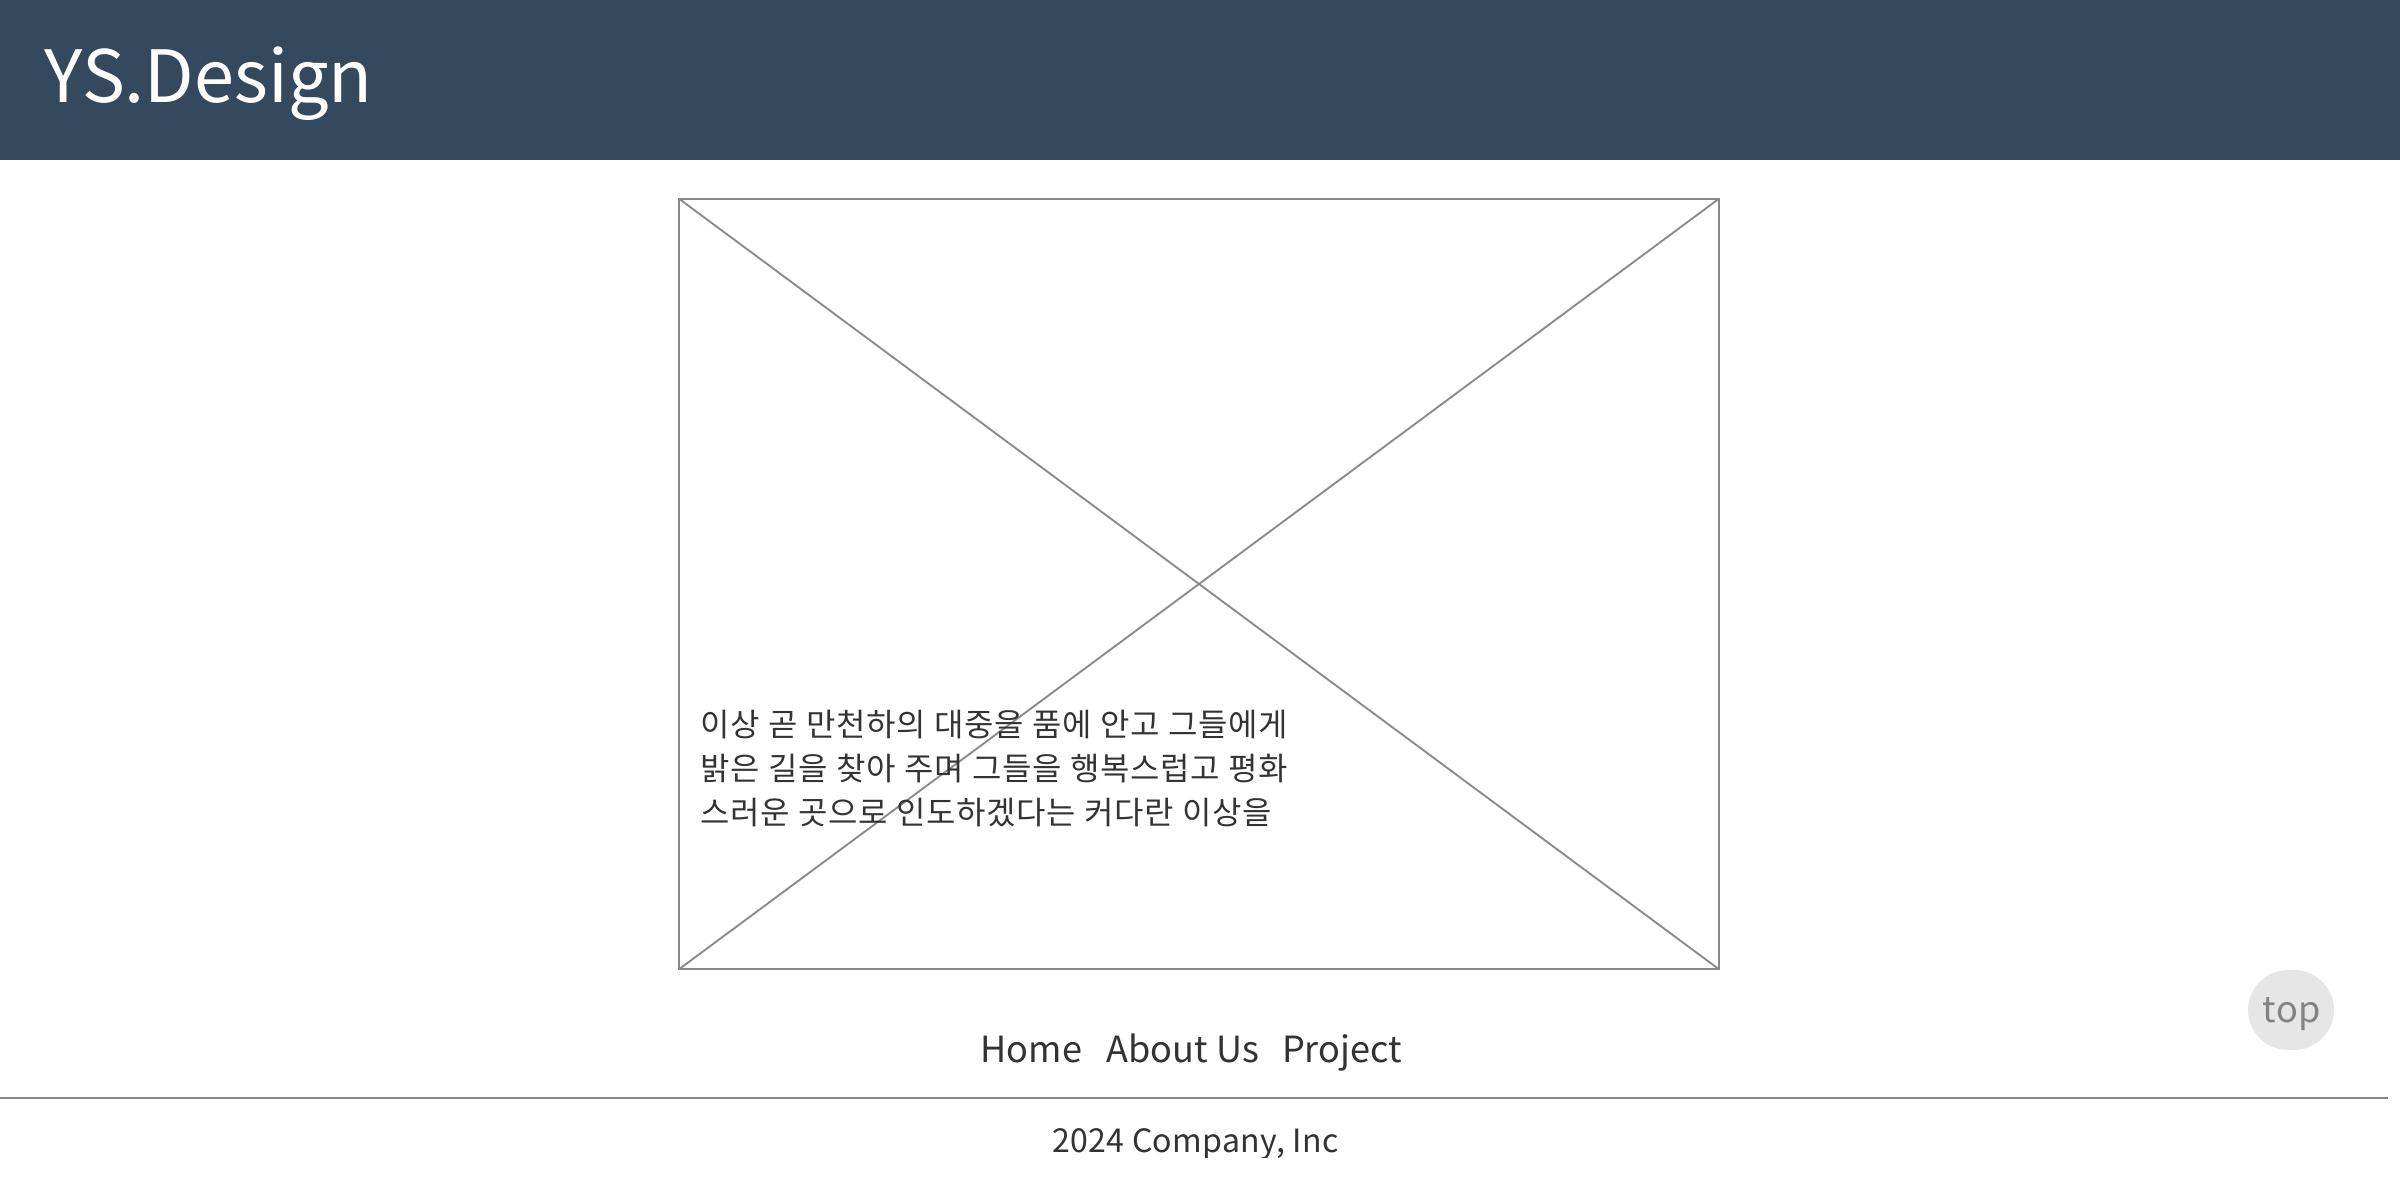 YS.Design
이상 곧 만천하의 대중을 품에 안고 그들에게
밝은 길을 찾아 주며 그들을 행복스럽고 평화
스러운 곳으로 인도하겠다는 커다란 이상을
top
Home About Us Project
2024 Company, Inc